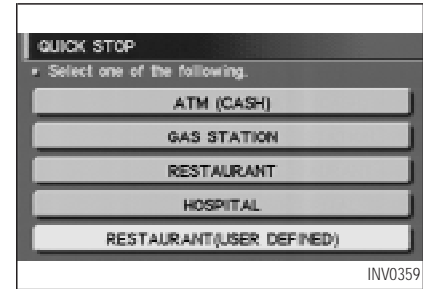 QUICK STOP
Select one of the following.
ATM (CASH)
GAS STATION
RESTAURANT
HOSPITAL
RESTAURANT(USER DEFINED)
INV0359